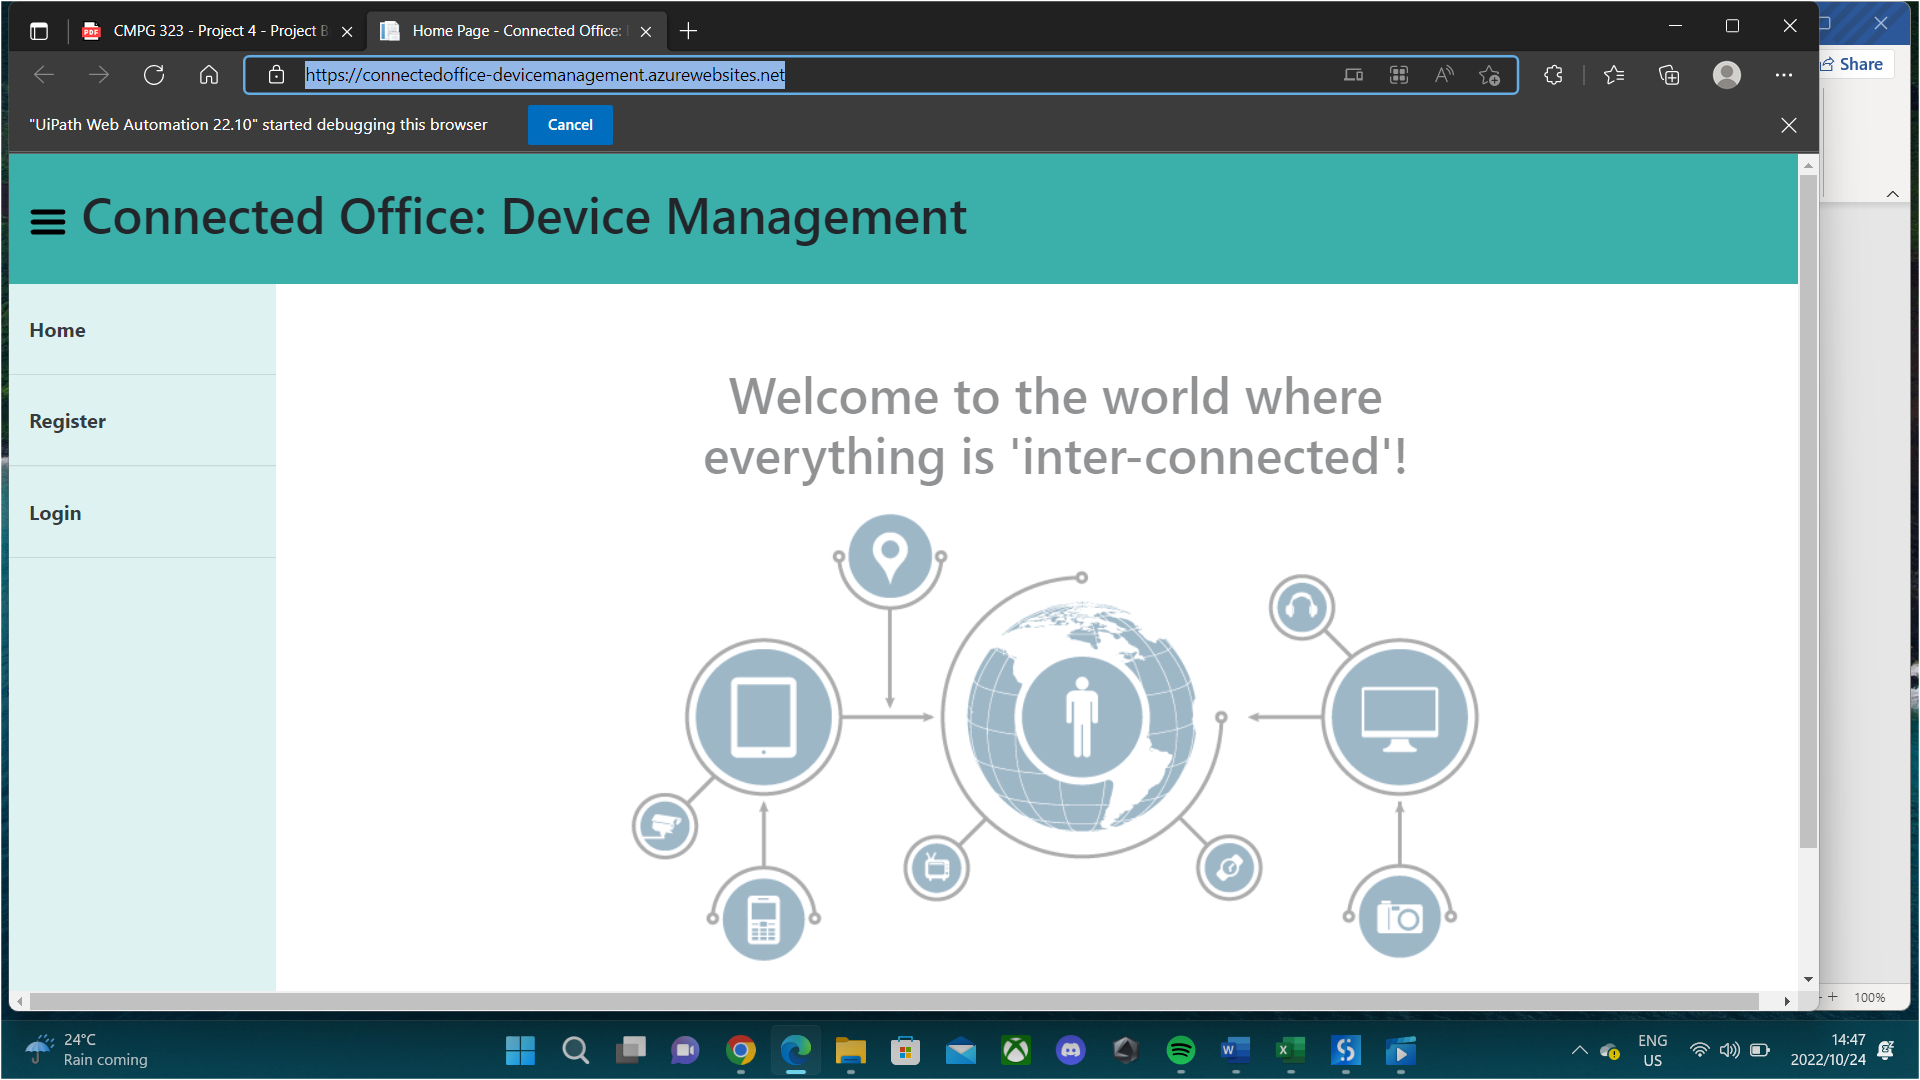 CMPG 323 - Project 4 - Project B
Home Page - Connected Office:
https://connectedoffice-devicemanagement.azurewebsites.net
Share
"UiPath Web Automation 22.10" started debugging this browser
Cancel
Connected Office: Device Management
Home
Register
Login
Welcome to the world where
everything is 'inter-connected'!
100%
24°C
Rain coming
ENG
US
14:47
2022/10/24